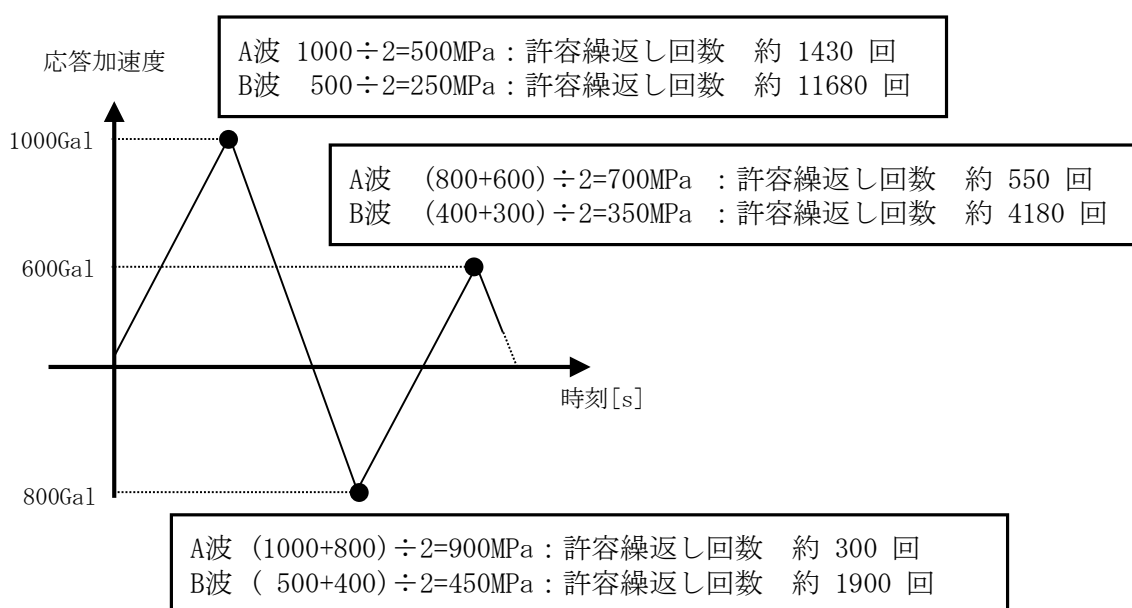 A波 1000÷2=500MPa:許容繰返し回数 約 1430 回
B波 500÷2=250MPa:許容繰返し回数 約 11680 回
応答加速度
1000Gal
A波 (800+600)÷2=700MPa :許容繰返し回数 約 550 回
B波 (400+300)÷2=350MPa :許容繰返し回数 約 4180 回
600Gal
時刻[s]
800Gal
A波 (1000+800)÷2=900MPa:許容繰返し回数 約 300 回
B波 ( 500+400)÷2=450MPa:許容繰返し回数 約 1900 回